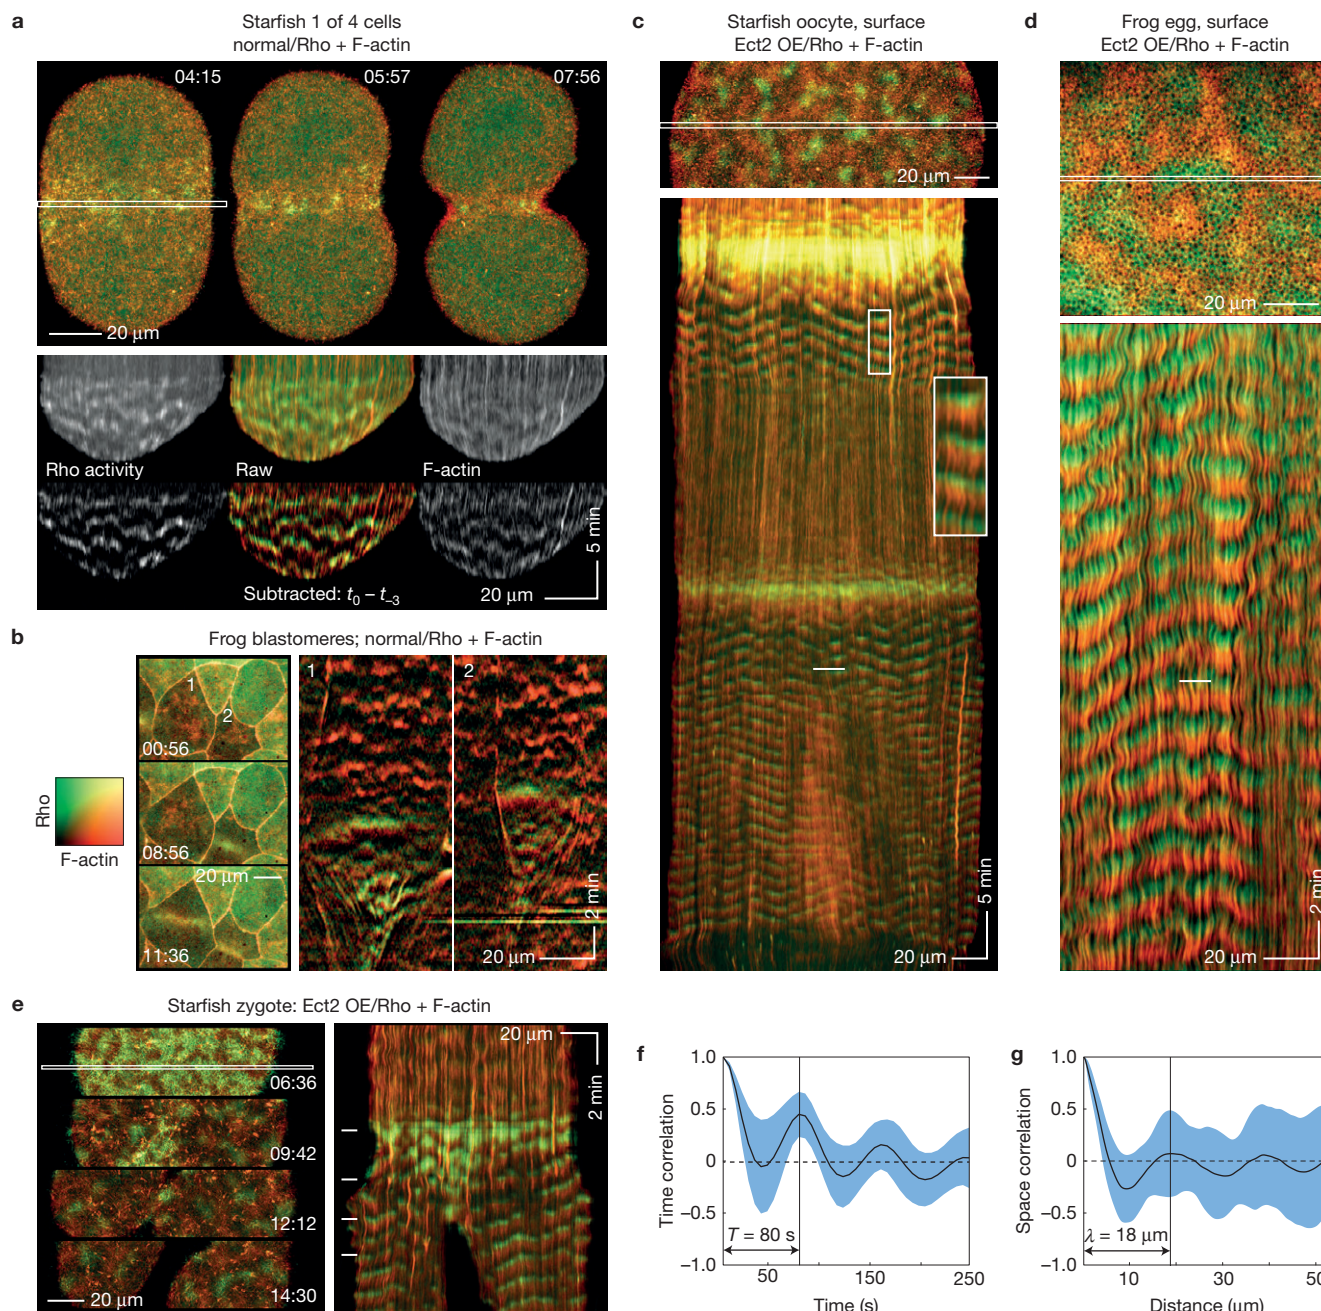 a
Starfish 1 of 4 cells
normal/Rho + F-actin
04:15
05:57
07:56
20 μm
Rho activity
Raw
F-actin
Subtracted: t0 – t–3
20 μm
5 min
b
Frog blastomeres; normal/Rho + F-actin
Rho
F-actin
1
2
00:56
08:56
20 μm
11:36
1
2
20 μm
2 min
c
Starfish oocyte, surface
Ect2 OE/Rho + F-actin
20 μm
20 μm
5 min
d
Frog egg, surface
Ect2 OE/Rho + F-actin
20 μm
20 μm
2 min
e
Starfish zygote: Ect2 OE/Rho + F-actin
06:36
09:42
12:12
14:30
20 μm
20 μm
2 min
f
Time correlation
1.0
0.5
0
–0.5
–1.0
T = 80 s
50
150
250
Time (s)
g
Space correlation
1.0
0.5
0
–0.5
–1.0
λ = 18 μm
10
30
50
Distance (μm)